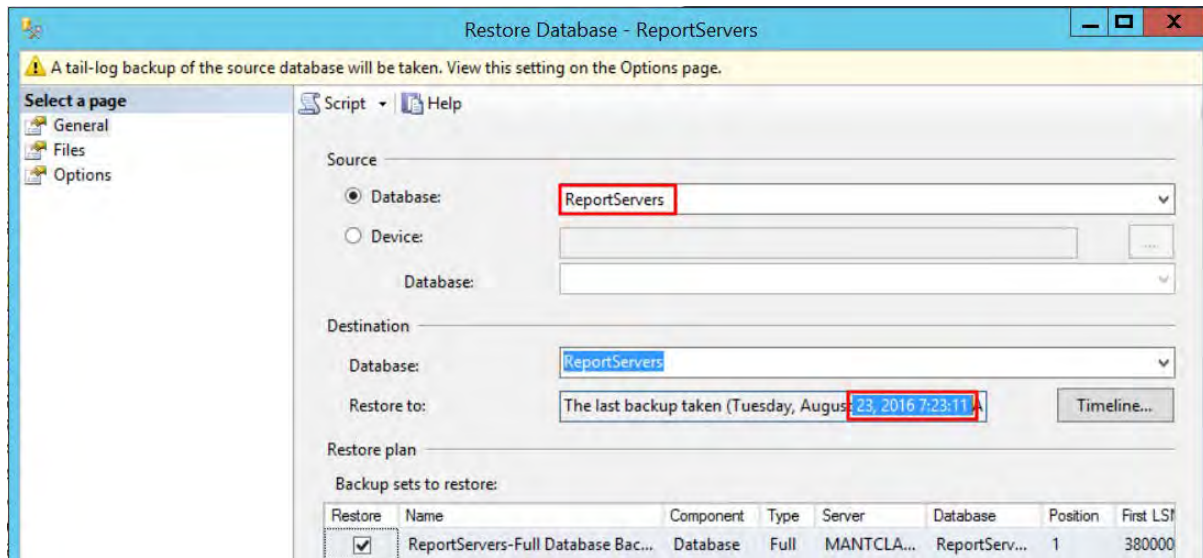 Restore Database - ReportServers
X
A tail-log backup of the source database will be taken. View this setting on the Options page.
Select a page
General
Files
Options
Script Help
Source
Database: ReportServers
Device: ...
Database:
Destination
Database: ReportServers
Restore to: The last backup taken (Tuesday, August 23, 2016 7:23:11 A Timeline...
Restore plan
Backup sets to restore:
Restore Name Component Type Server Database Position First LSN
ReportServers-Full Database Bac... Database Full MANTCLA... ReportServ... 1 380000